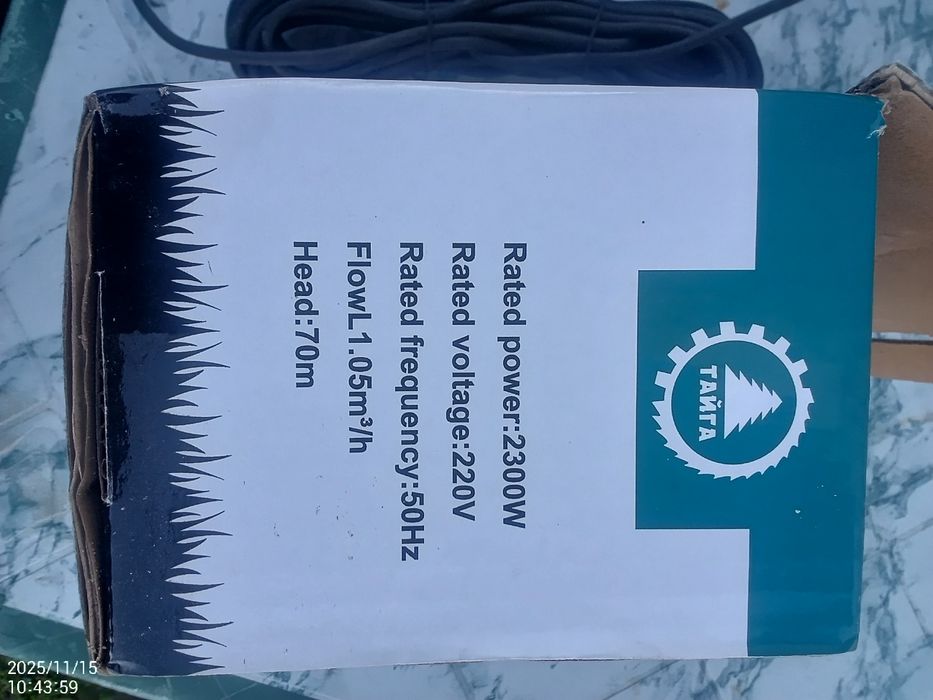 ТАЙГА
Rated power:2300W
Rated voltage:220V
Rated frequency:50Hz
FlowL1.05m³/h
Head:70m
2025/11/15
10:43:59